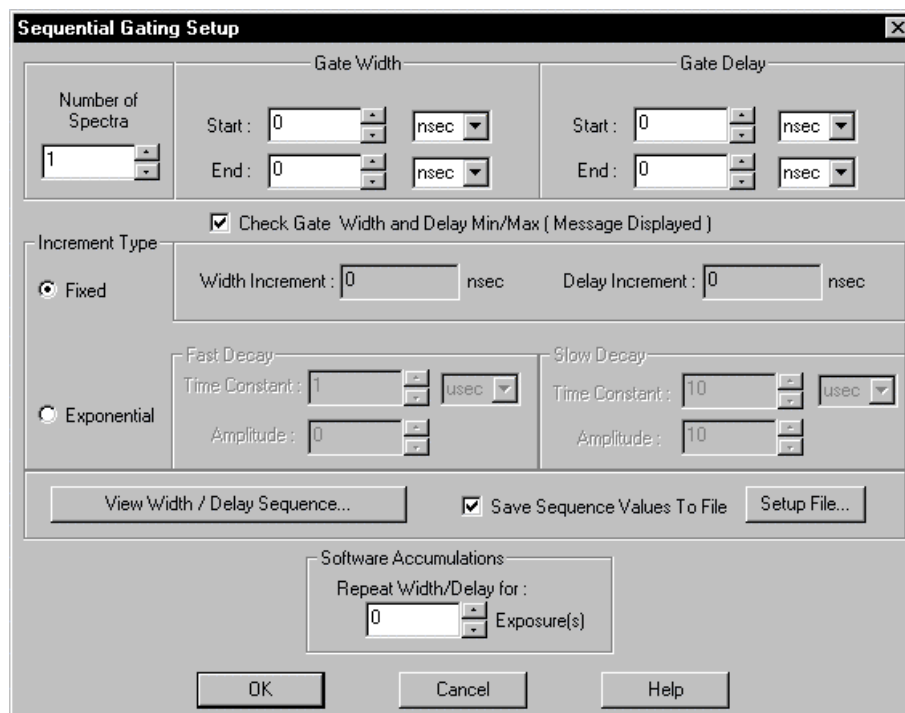 Sequential Gating Setup
Number of
Spectra
1
Gate Width
Start : 0 nsec
End : 0 nsec
Gate Delay
Start : 0 nsec
End : 0 nsec
Check Gate Width and Delay Min/Max ( Message Displayed )
Increment Type
Fixed
Width Increment : 0 nsec
Delay Increment : 0 nsec
Exponential
Fast Decay
Time Constant : 1 usec
Amplitude : 0
Slow Decay
Time Constant : 10 usec
Amplitude : 10
View Width / Delay Sequence...
Save Sequence Values To File
Setup File...
Software Accumulations
Repeat Width/Delay for :
0 Exposure(s)
OK
Cancel
Help